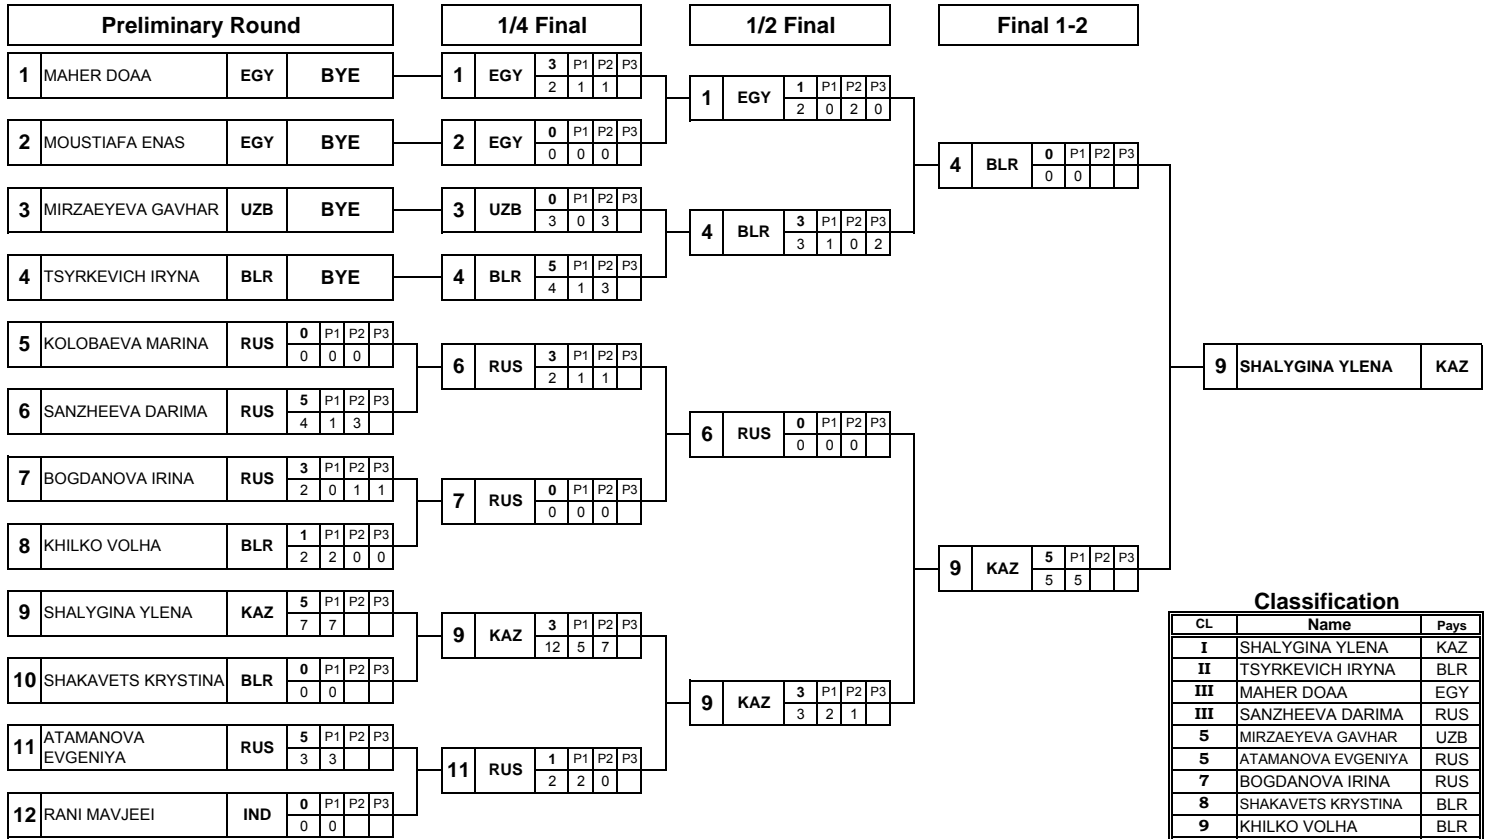 Preliminary Round
1/4 Final
1/2 Final
Final 1-2
1 MAHER DOAA EGY BYE
1 EGY 3 P1 P2 P3
2 1 1
1 EGY 1 P1 P2 P3
2 0 2 0
2 MOUSTIAFA ENAS EGY BYE
2 EGY 0 P1 P2 P3
0 0 0
4 BLR 0 P1 P2 P3
0 0
3 MIRZAEYEVA GAVHAR UZB BYE
3 UZB 0 P1 P2 P3
3 0 3
4 BLR 3 P1 P2 P3
3 1 0 2
4 TSYRKEVICH IRYNA BLR BYE
4 BLR 5 P1 P2 P3
4 1 3
5 KOLOBAEVA MARINA RUS 0 P1 P2 P3
0 0 0
6 RUS 3 P1 P2 P3
2 1 1
9 SHALYGINA YLENA KAZ
6 SANZHEEVA DARIMA RUS 5 P1 P2 P3
4 1 3
6 RUS 0 P1 P2 P3
0 0 0
7 BOGDANOVA IRINA RUS 3 P1 P2 P3
2 0 1 1
7 RUS 0 P1 P2 P3
0 0 0
8 KHILKO VOLHA BLR 1 P1 P2 P3
2 2 0 0
9 KAZ 5 P1 P2 P3
5 5
9 SHALYGINA YLENA KAZ 5 P1 P2 P3
7 7
9 KAZ 3 P1 P2 P3
12 5 7
10 SHAKAVETS KRYSTINA BLR 0 P1 P2 P3
0 0
9 KAZ 3 P1 P2 P3
3 2 1
11 ATAMANOVA
EVGENIYA RUS 5 P1 P2 P3
3 3
11 RUS 1 P1 P2 P3
2 2 0
12 RANI MAVJEEI IND 0 P1 P2 P3
0 0
Classification
CL Name Pays
I SHALYGINA YLENA KAZ
II TSYRKEVICH IRYNA BLR
III MAHER DOAA EGY
III SANZHEEVA DARIMA RUS
5 MIRZAEYEVA GAVHAR UZB
5 ATAMANOVA EVGENIYA RUS
7 BOGDANOVA IRINA RUS
8 SHAKAVETS KRYSTINA BLR
9 KHILKO VOLHA BLR